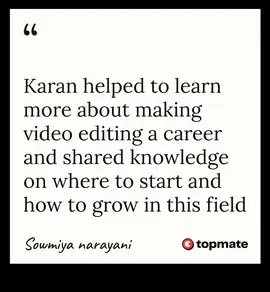 “
Karan helped to learn
more about making
video editing a career
and shared knowledge
on where to start and
how to grow in this field
Sowmiya narayani
topmate